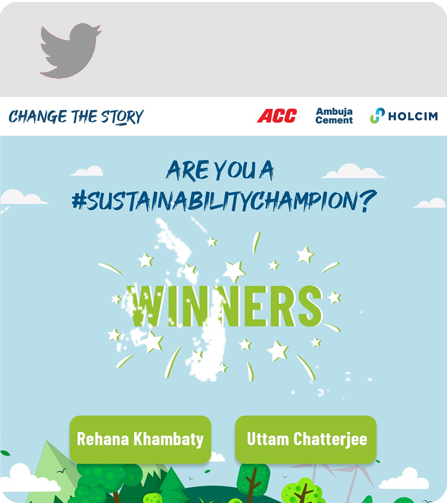 CHANGE THE STORY
ACC
Ambuja
Cement
HOLCIM
ARE YOU A
#SUSTAINABILITYCHAMPION?
WINNERS
Rehana Khambaty
Uttam Chatterjee